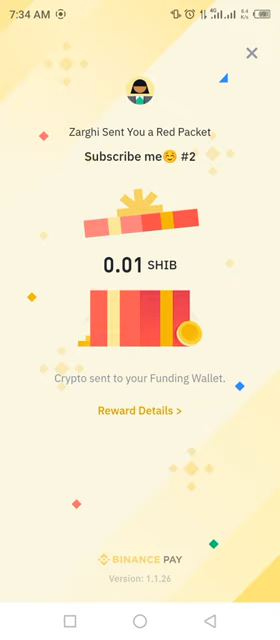 7:34 AM
4G
Zarghi Sent You a Red Packet
Subscribe me😊 #2
0.01 SHIB
Crypto sent to your Funding Wallet.
Reward Details >
BINANCE PAY
Version: 1.1.26